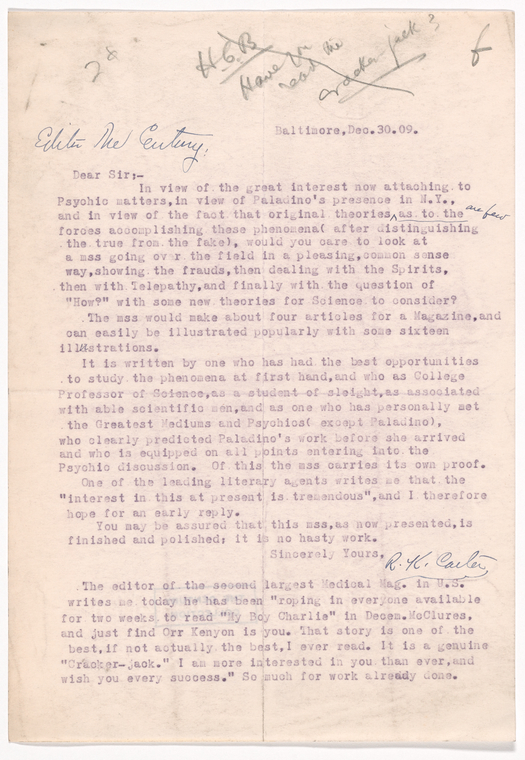 28
H.G.B
Have you
read the
cracker jack?
f
Editor The Century,
Baltimore,Dec.30.09.
Dear Sir:-
In view of the great interest now attaching to
Psychic matters,in view of Paladino's presence in N.Y.,
and in view of the fact that original theories as to the are few
forces accomplishing these phenomena( after distinguishing
the true from the fake), would you care to look at
a mss going over the field in a pleasing,common sense
way,showing the frauds,then dealing with the Spirits,
then with Telepathy,and finally with the question of
"How?" with some new theories for Science to consider?
The mss would make about four articles for a Magazine,and
can easily be illustrated popularly with some sixteen
illustrations.
It is written by one who has had the best opportunities
to study the phenomena at first hand,and who as College
Professor of Science,as a student of sleight,as associated
with able scientific men,and as one who has personally met
the Greatest Mediums and Psychics( except Paladino),
who clearly predicted Paladino's work before she arrived
and who is equipped on all points entering into the
Psychic discussion. Of this the mss carries its own proof.
One of the leading literary agents writes me that the
"interest in this at present is tremendous",and I therefore
hope for an early reply.
You may be assured that this mss,as now presented,is
finished and polished; it is no hasty work.
Sincerely Yours,
R. K. Carter,
The editor of the second largest Medical Mag. in U.S.
writes me today he has been "roping in everyone available
for two weeks to read "My Boy Charlie" in Decem.McClures,
and just find Orr Kenyon is you. That story is one of the
best,if not actually the best,I ever read. It is a genuine
"Cracker-jack." I am more interested in you than ever,and
wish you every success." So much for work already done.